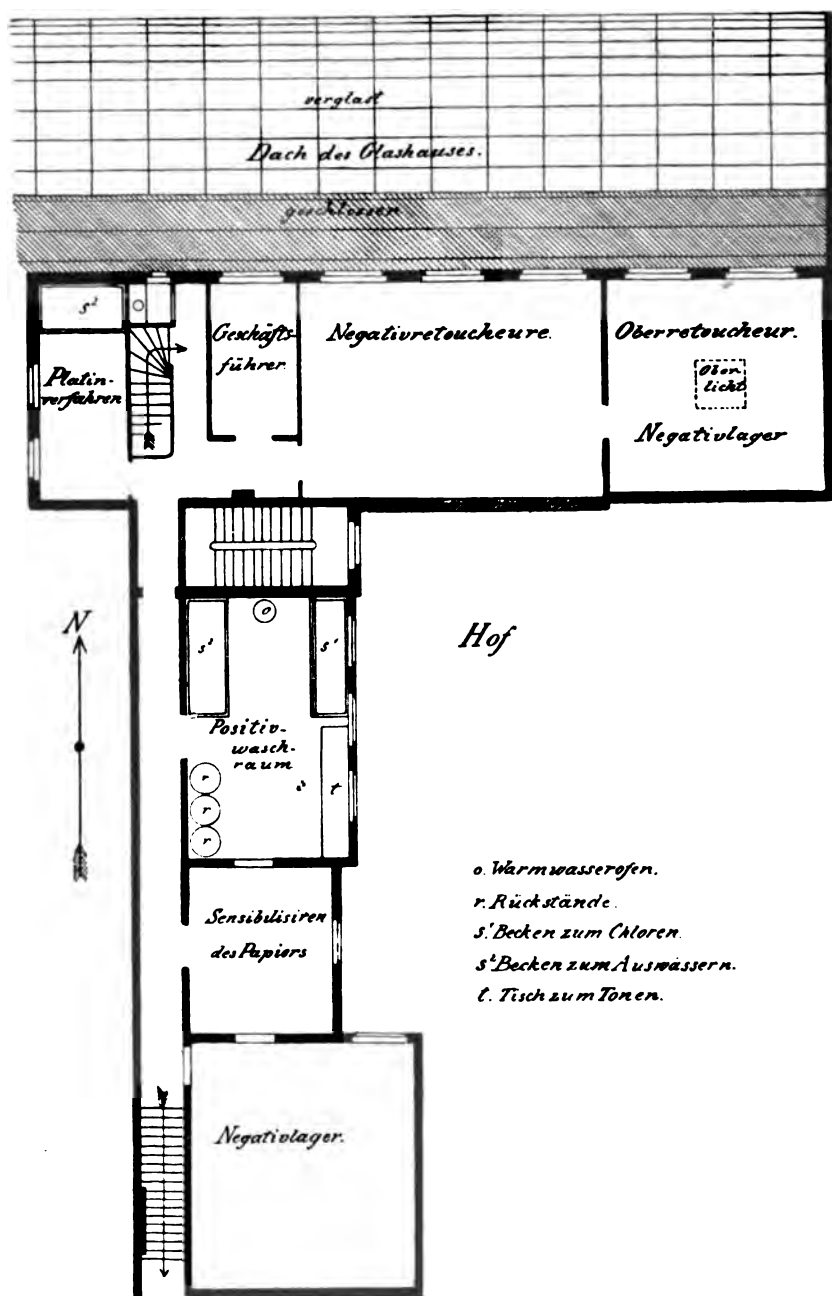 verglast
Dach des Glashauses.
geschlossen
s²
o
Geschäfts-
führer
Negativretoucheure.
Oberretoucheur.
Platin-
verfahren
Ober
licht
Negativlager
N
o
s²
s¹
Hof
Positiv-
wasch-
raum
r
r
r
t
o. Warmwasserofen.
r. Rückstände.
s¹. Becken zum Chloren.
s² Becken zum Auswässern.
t. Tisch zum Tonen.
Sensibilisiren
des Papiers
Negativlager.